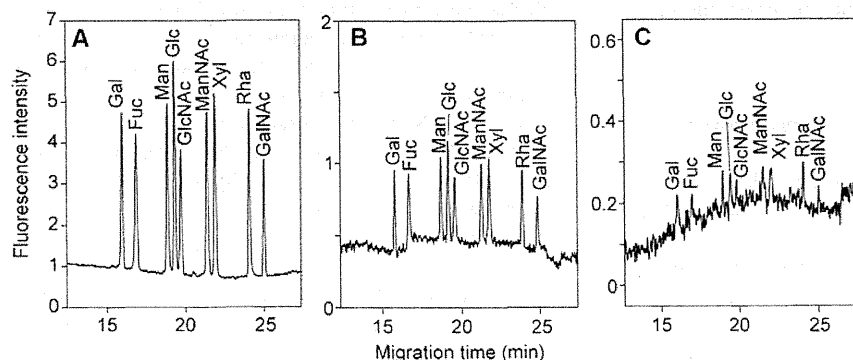 A
B
C
Fluorescence intensity
7
6
5
4
3
2
1
0
Gal
Fuc
Man
Glc
GlcNAc
ManNAc
Xyl
Rha
GalNAc
15
20
25
2
1
0
Gal
Fuc
Man
Glc
GlcNAc
ManNAc
Xyl
Rha
GalNAc
15
20
25
0.6
0.4
0.2
0
Gal
Fuc
Man
Glc
GlcNAc
ManNAc
Xyl
Rha
GalNAc
15
20
25
Migration time (min)